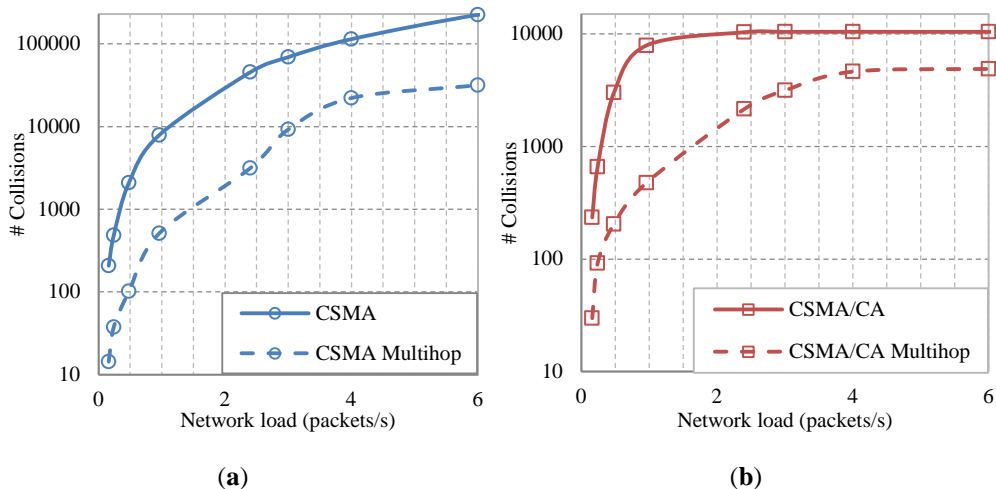 # Collisions
100000
10000
1000
100
10
0
2
4
6
Network load (packets/s)
CSMA
CSMA Multihop
(a)
# Collisions
10000
1000
100
10
0
2
4
6
Network load (packets/s)
CSMA/CA
CSMA/CA Multihop
(b)